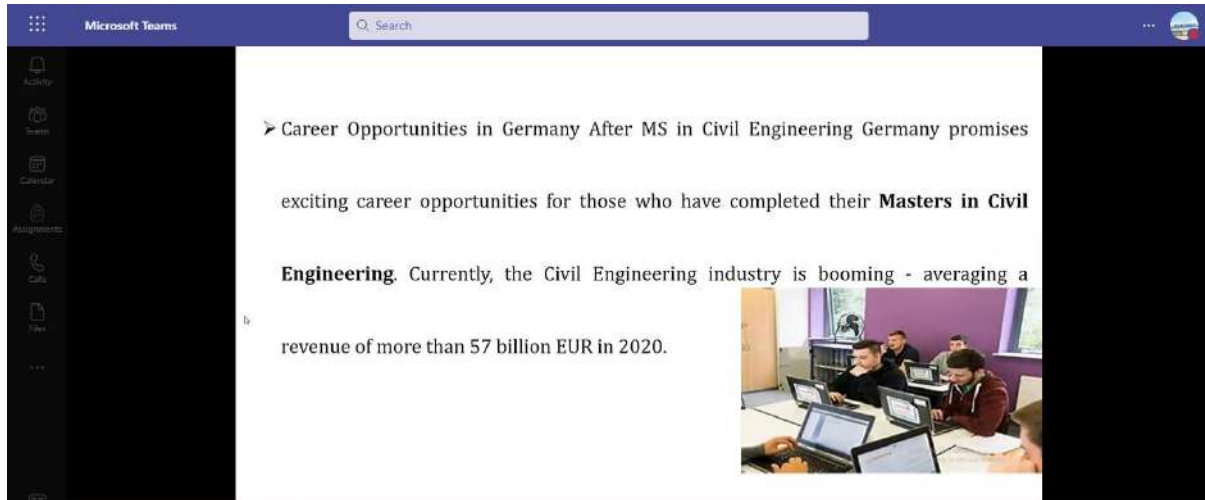 Microsoft Teams
Search
Activity
Teams
Calendar
Assignments
Calls
Files
➤ Career Opportunities in Germany After MS in Civil Engineering Germany promises
exciting career opportunities for those who have completed their Masters in Civil
Engineering. Currently, the Civil Engineering industry is booming - averaging a
revenue of more than 57 billion EUR in 2020.